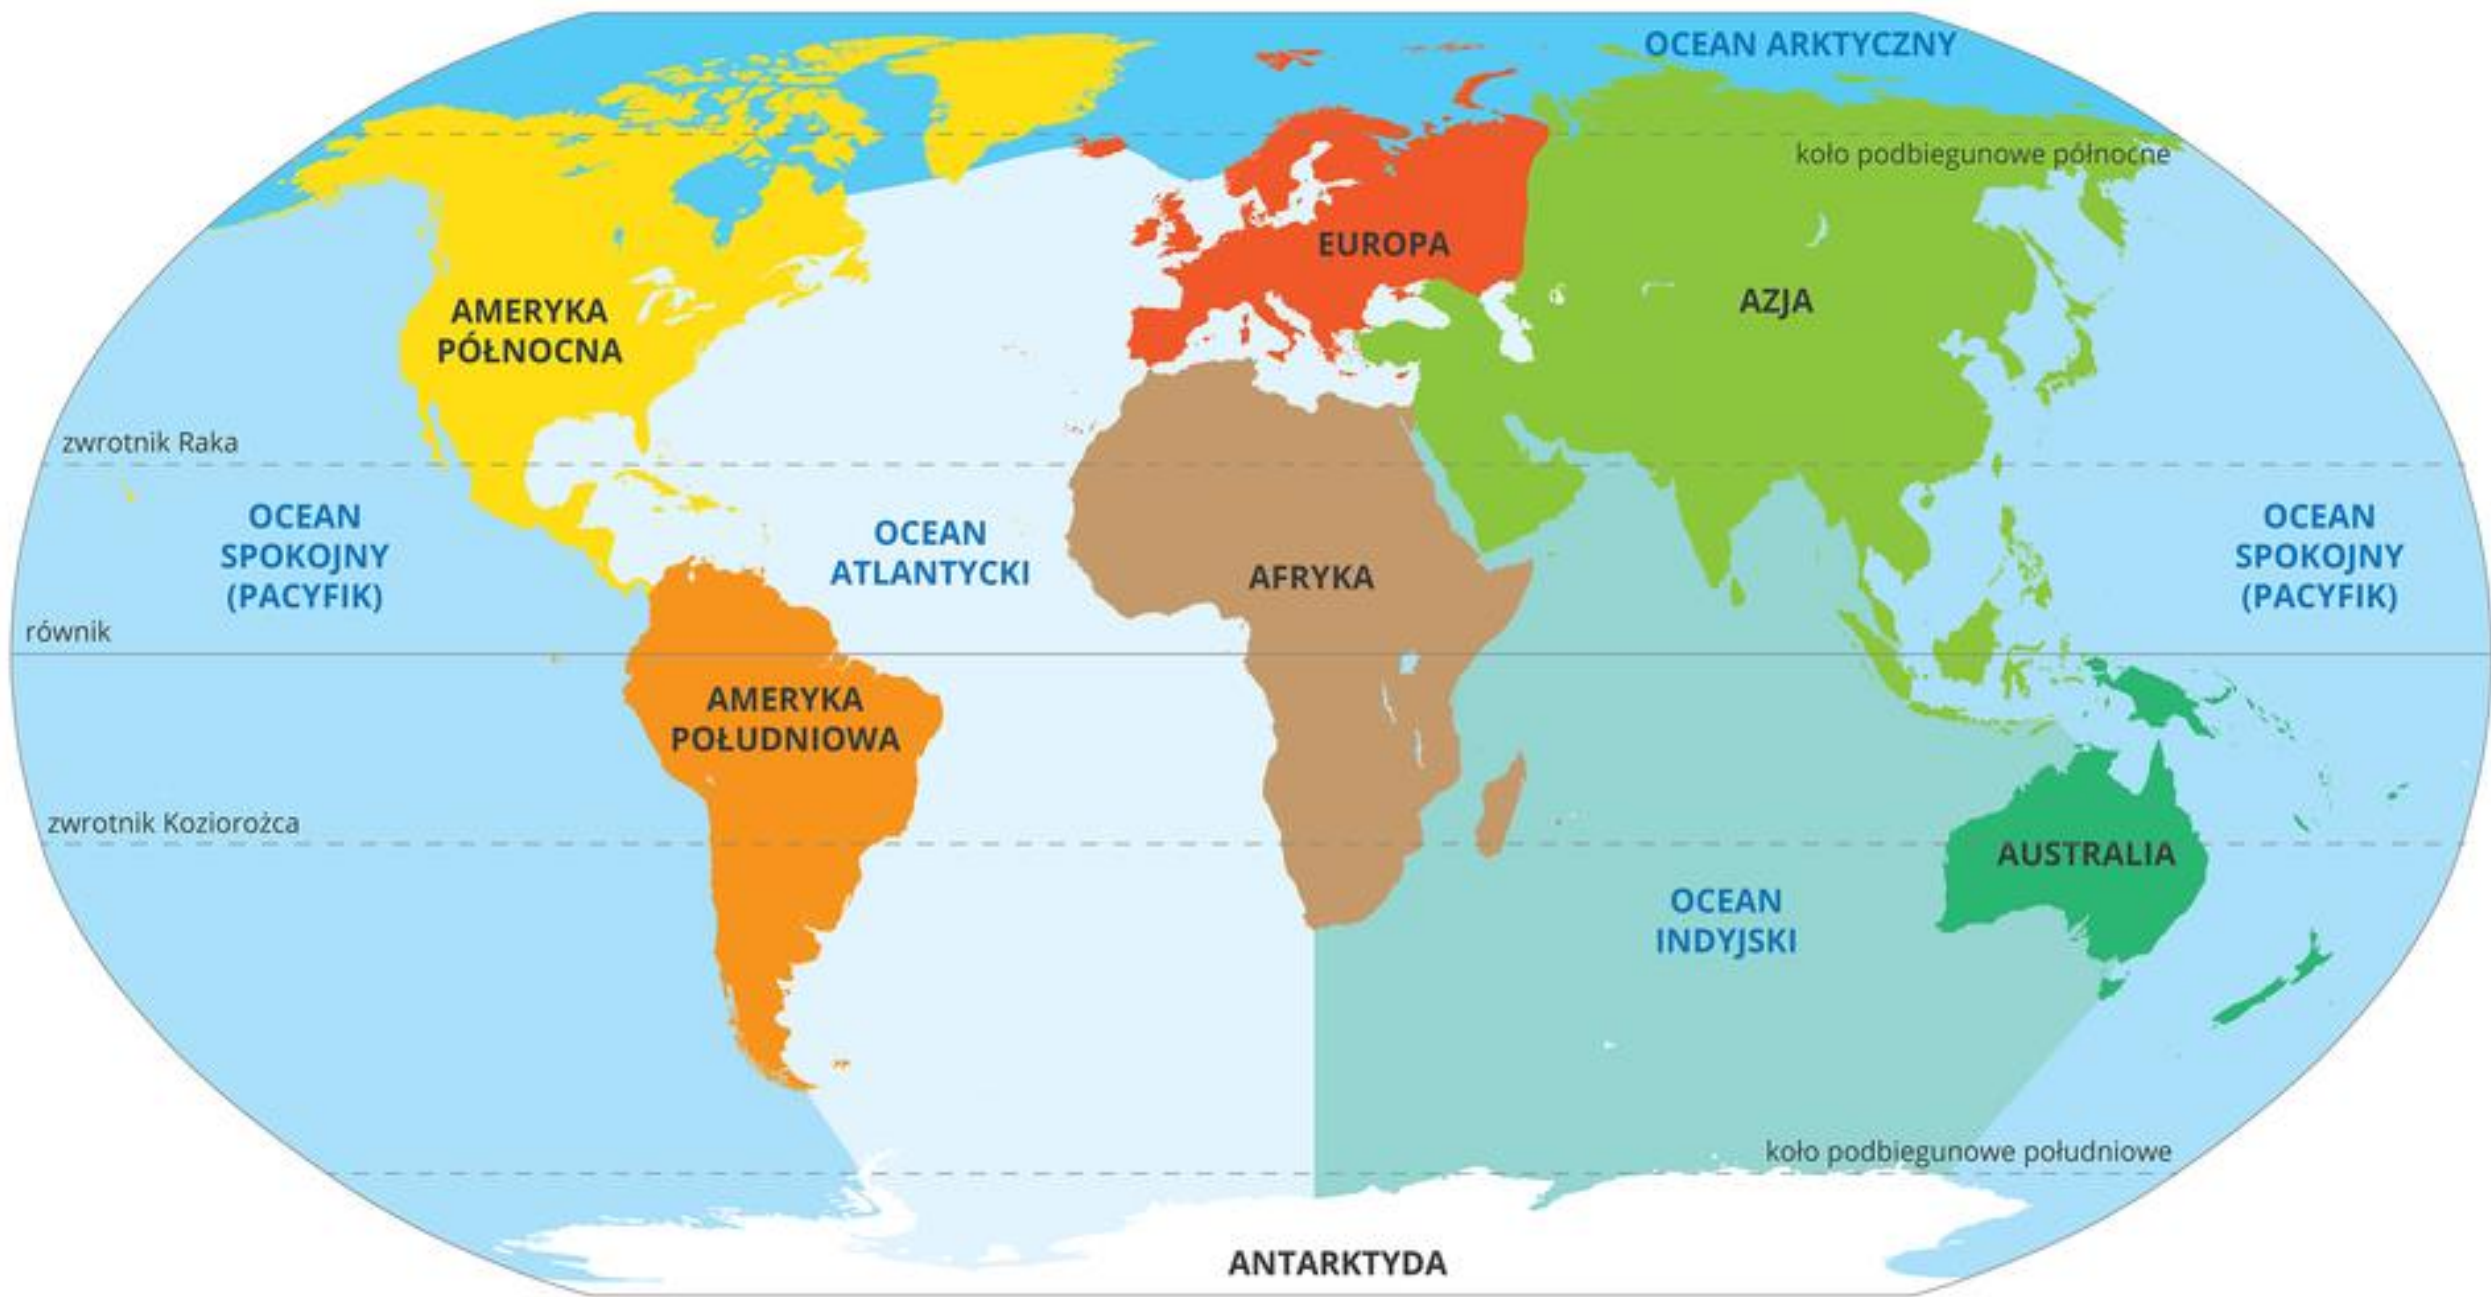 OCEAN ARKTYCZNY
koło podbiegunowe północne
EUROPA
AMERYKA
PÓŁNOCNA
AZJA
zwrotnik Raka
OCEAN
SPOKOJNY
(PACYFIK)
OCEAN
ATLANTYCKI
AFRYKA
OCEAN
SPOKOJNY
(PACYFIK)
równik
AMERYKA
POŁUDNIOWA
zwrotnik Koziorożca
AUSTRALIA
OCEAN
INDYJSKI
koło podbiegunowe południowe
ANTARKTYDA